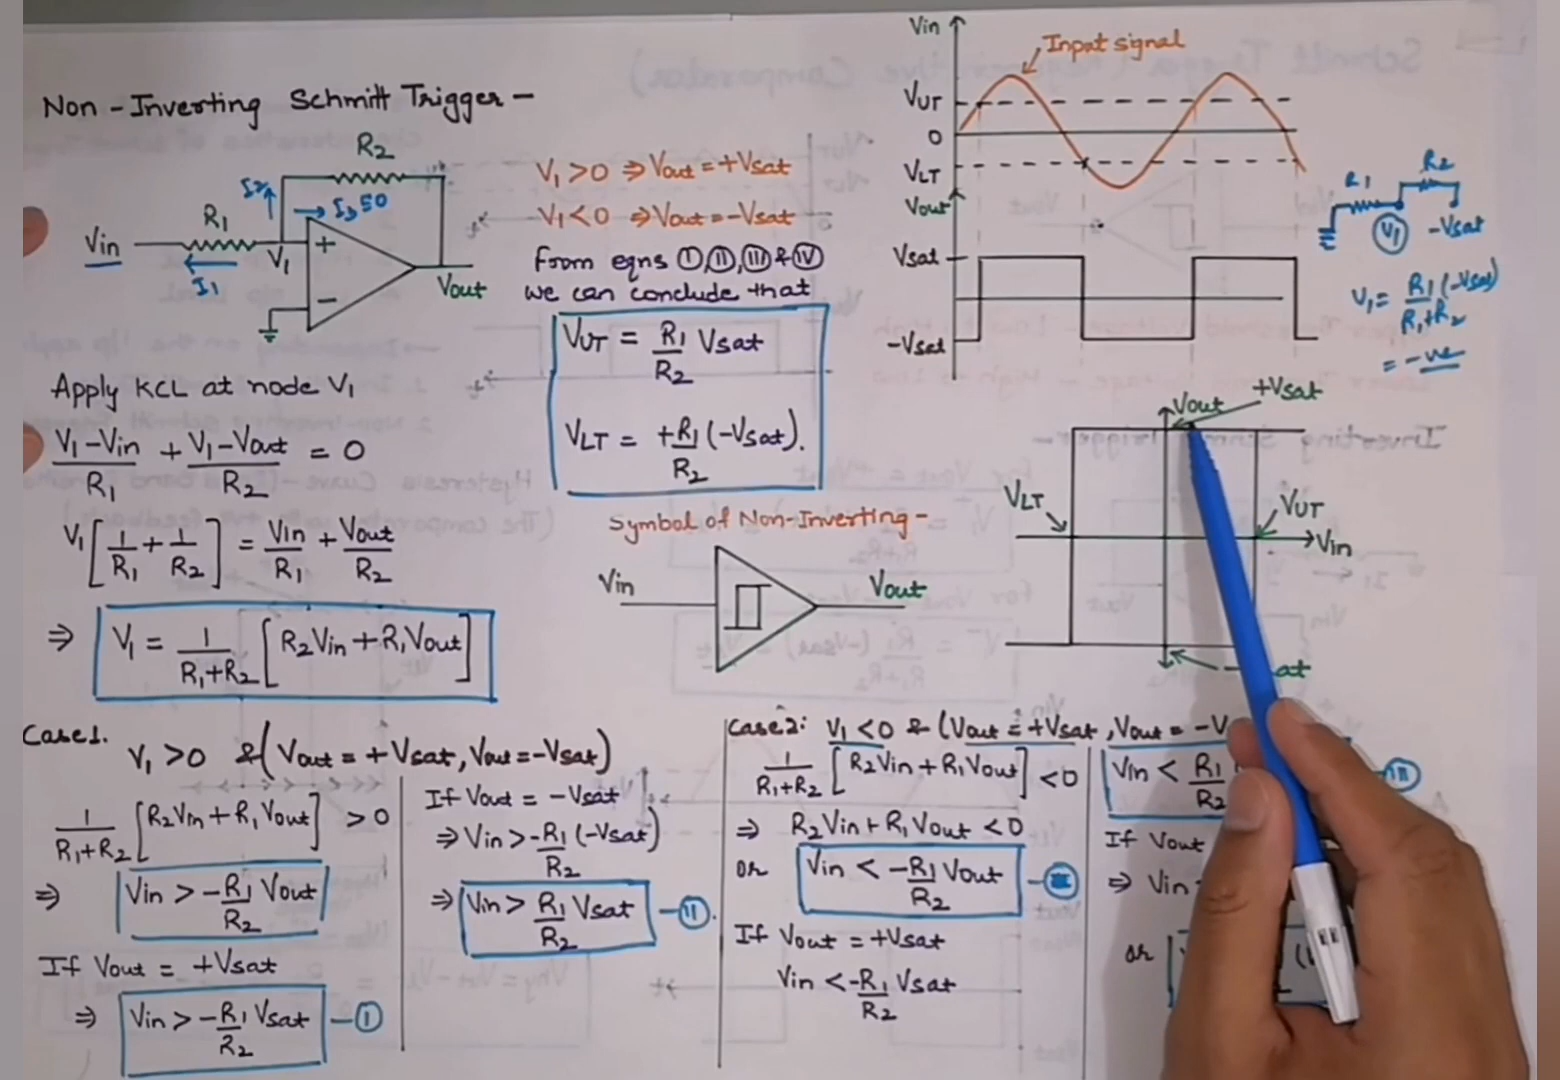 Non-Inverting Schmitt Trigger -
R2
I2
I3 50
R1
Vin
V1
+
-
I1
Vout
V1>0 ⇒ Vout = +Vsat
V1<0 ⇒ Vout = -Vsat
From eqns Ⓘ,Ⓘⓘ,Ⓘⓘⓘ & Ⓘⓥ
we can conclude that
VUT = R1/R2 Vsat
VLT = +R1/R2 (-Vsat).
Apply KCL at node V1
(V1-Vin)/R1 + (V1-Vout)/R2 = 0
V1[1/R1 + 1/R2] = Vin/R1 + Vout/R2
⇒ V1 = 1/(R1+R2) [R2Vin + R1Vout]
Symbol of Non-Inverting -
Vin
Vout
Vin
Input signal
VUT
0
VLT
Vout
Vsat
-Vsat
R1
R2
V1
-Vsat
V1 = R1(-Vsat)/(R1+R2)
= -ve
+Vsat
Vout
VLT
VUT
Vin
Case1. V1>0 & (Vout = +Vsat, Vout = -Vsat)
1/(R1+R2) [R2Vin + R1Vout] > 0
⇒ Vin > -R1/R2 Vout
If Vout = +Vsat
⇒ Vin > -R1/R2 Vsat - I
If Vout = -Vsat
⇒ Vin > -R1/R2 (-Vsat)
⇒ Vin > R1/R2 Vsat - II.
Case2: V1<0 & (Vout = +Vsat, Vout = -V
1/(R1+R2) [R2Vin + R1Vout] < 0
⇒ R2Vin + R1Vout < 0
or Vin < -R1/R2 Vout
If Vout = +Vsat
Vin < -R1/R2 Vsat
Vin < R1/R2
III
If Vout
⇒ Vin
or